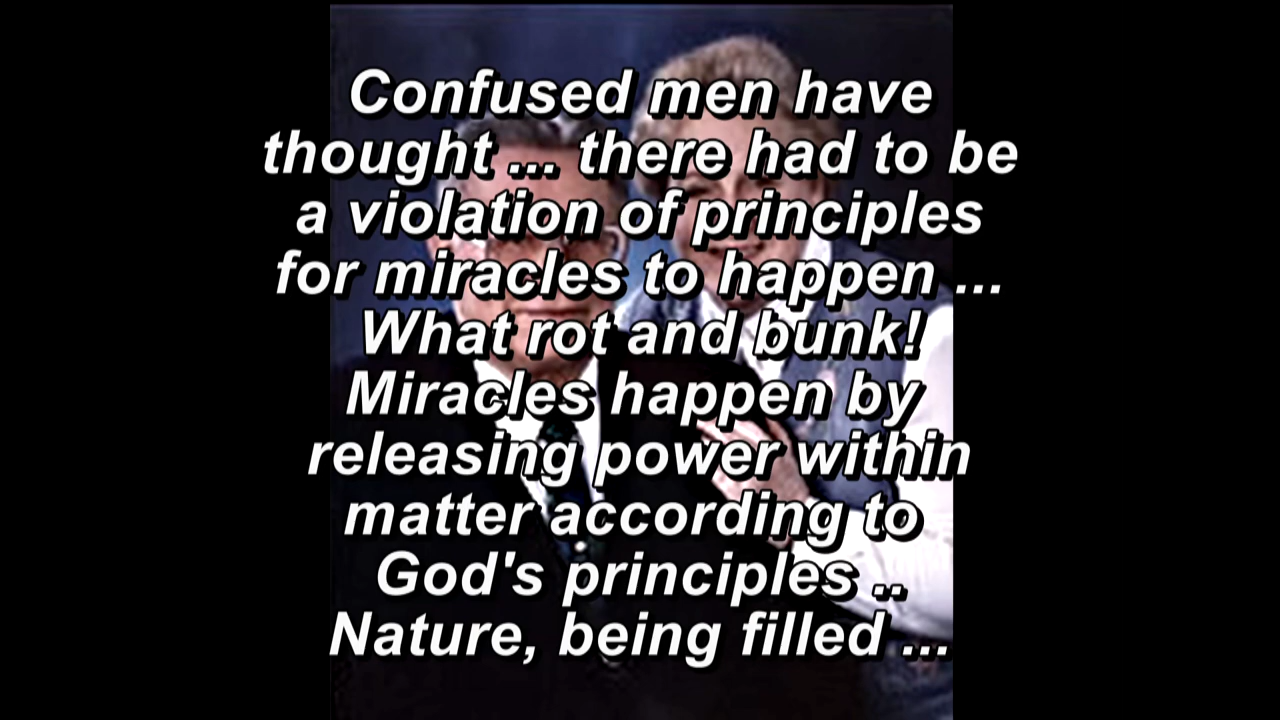 Confused men have
thought ... there had to be
a violation of principles
for miracles to happen ...
What rot and bunk!
Miracles happen by
releasing power within
matter according to
God's principles ..
Nature, being filled ...